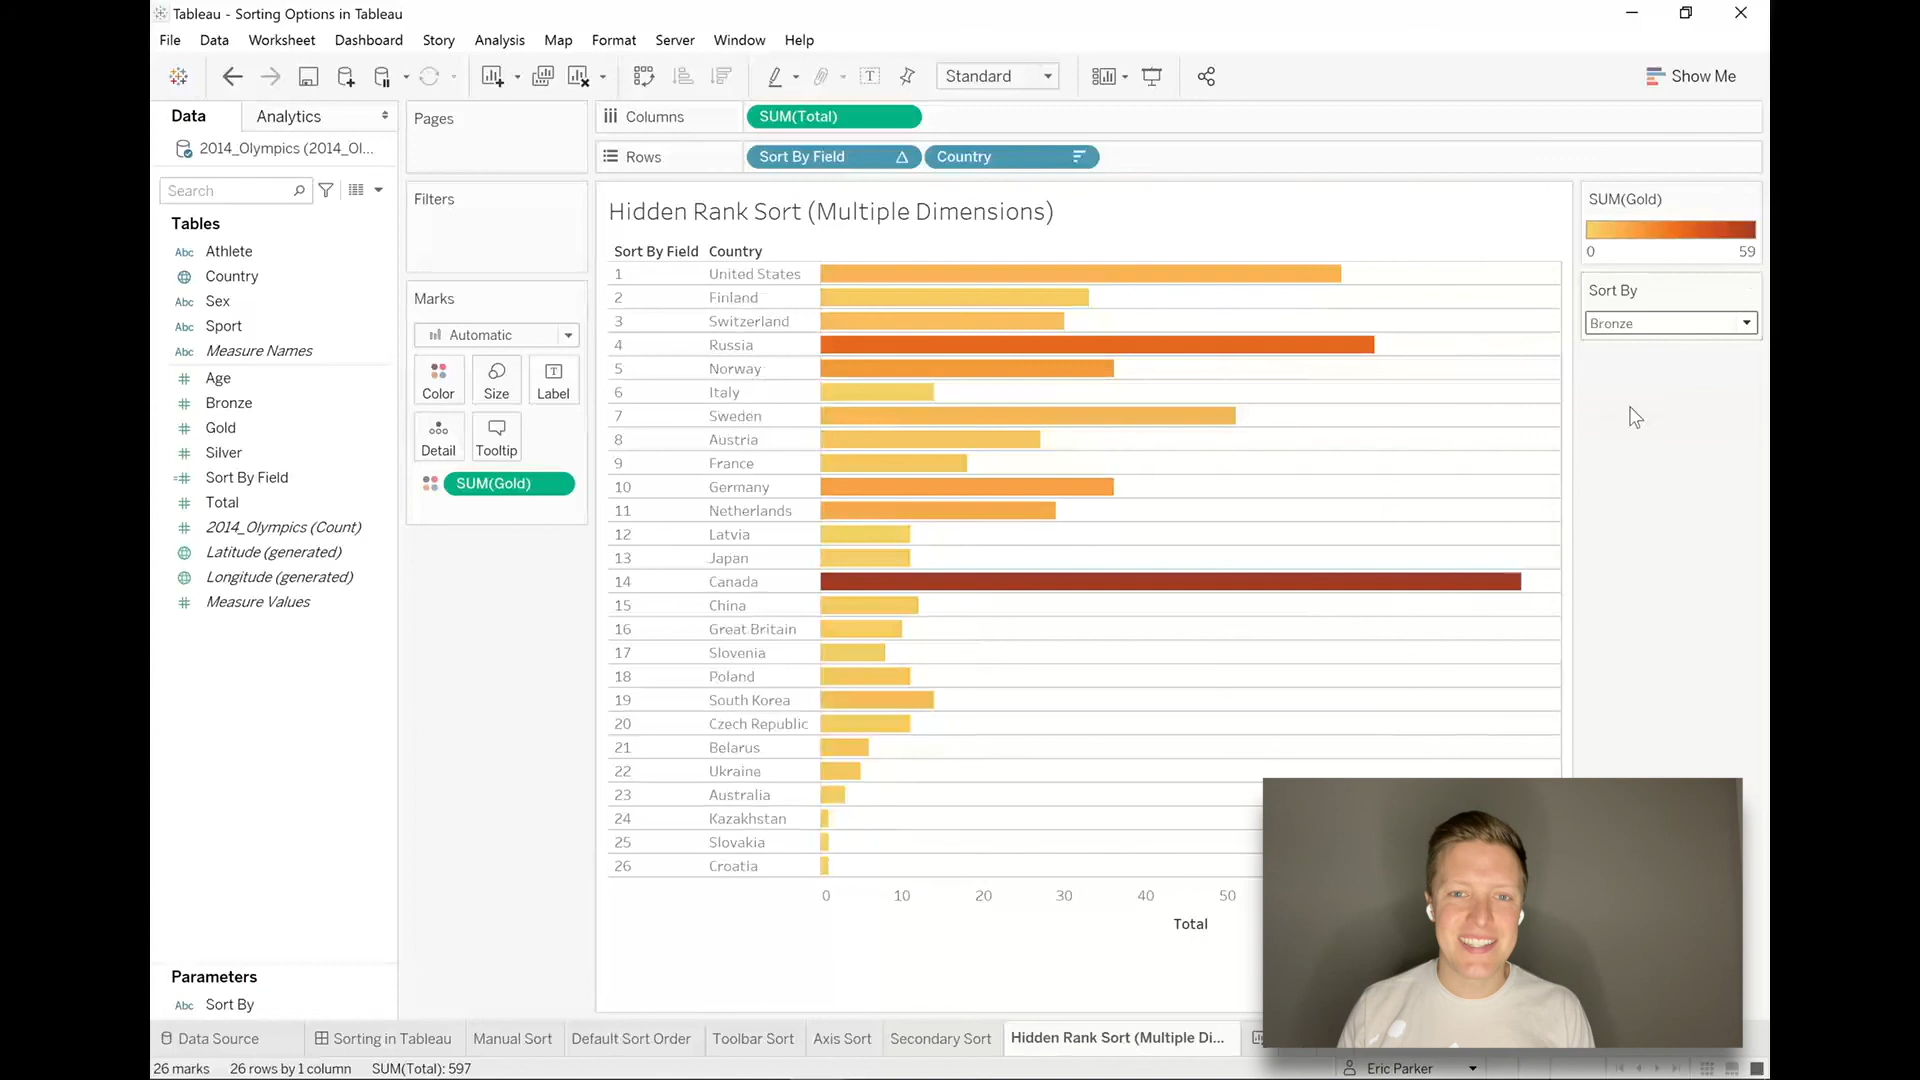 Tableau - Sorting Options in Tableau
File Data Worksheet Dashboard Story Analysis Map Format Server Window Help
Standard
Show Me
Data Analytics
2014_Olympics (2014_Ol...
Search
Tables
Abc Athlete
Country
Abc Sex
Abc Sport
Abc Measure Names
# Age
# Bronze
# Gold
# Silver
=# Sort By Field
# Total
# 2014_Olympics (Count)
Latitude (generated)
Longitude (generated)
# Measure Values
Parameters
Abc Sort By
Pages
Filters
Marks
Automatic
Color Size Label
Detail Tooltip
SUM(Gold)
Columns SUM(Total)
Rows Sort By Field Country
Hidden Rank Sort (Multiple Dimensions)
Sort By Field Country
1 United States
2 Finland
3 Switzerland
4 Russia
5 Norway
6 Italy
7 Sweden
8 Austria
9 France
10 Germany
11 Netherlands
12 Latvia
13 Japan
14 Canada
15 China
16 Great Britain
17 Slovenia
18 Poland
19 South Korea
20 Czech Republic
21 Belarus
22 Ukraine
23 Australia
24 Kazakhstan
25 Slovakia
26 Croatia
0 10 20 30 40 50
Total
SUM(Gold)
0 59
Sort By
Bronze
Data Source Sorting in Tableau Manual Sort Default Sort Order Toolbar Sort Axis Sort Secondary Sort Hidden Rank Sort (Multiple Di...
26 marks 26 rows by 1 column SUM(Total): 597
Eric Parker